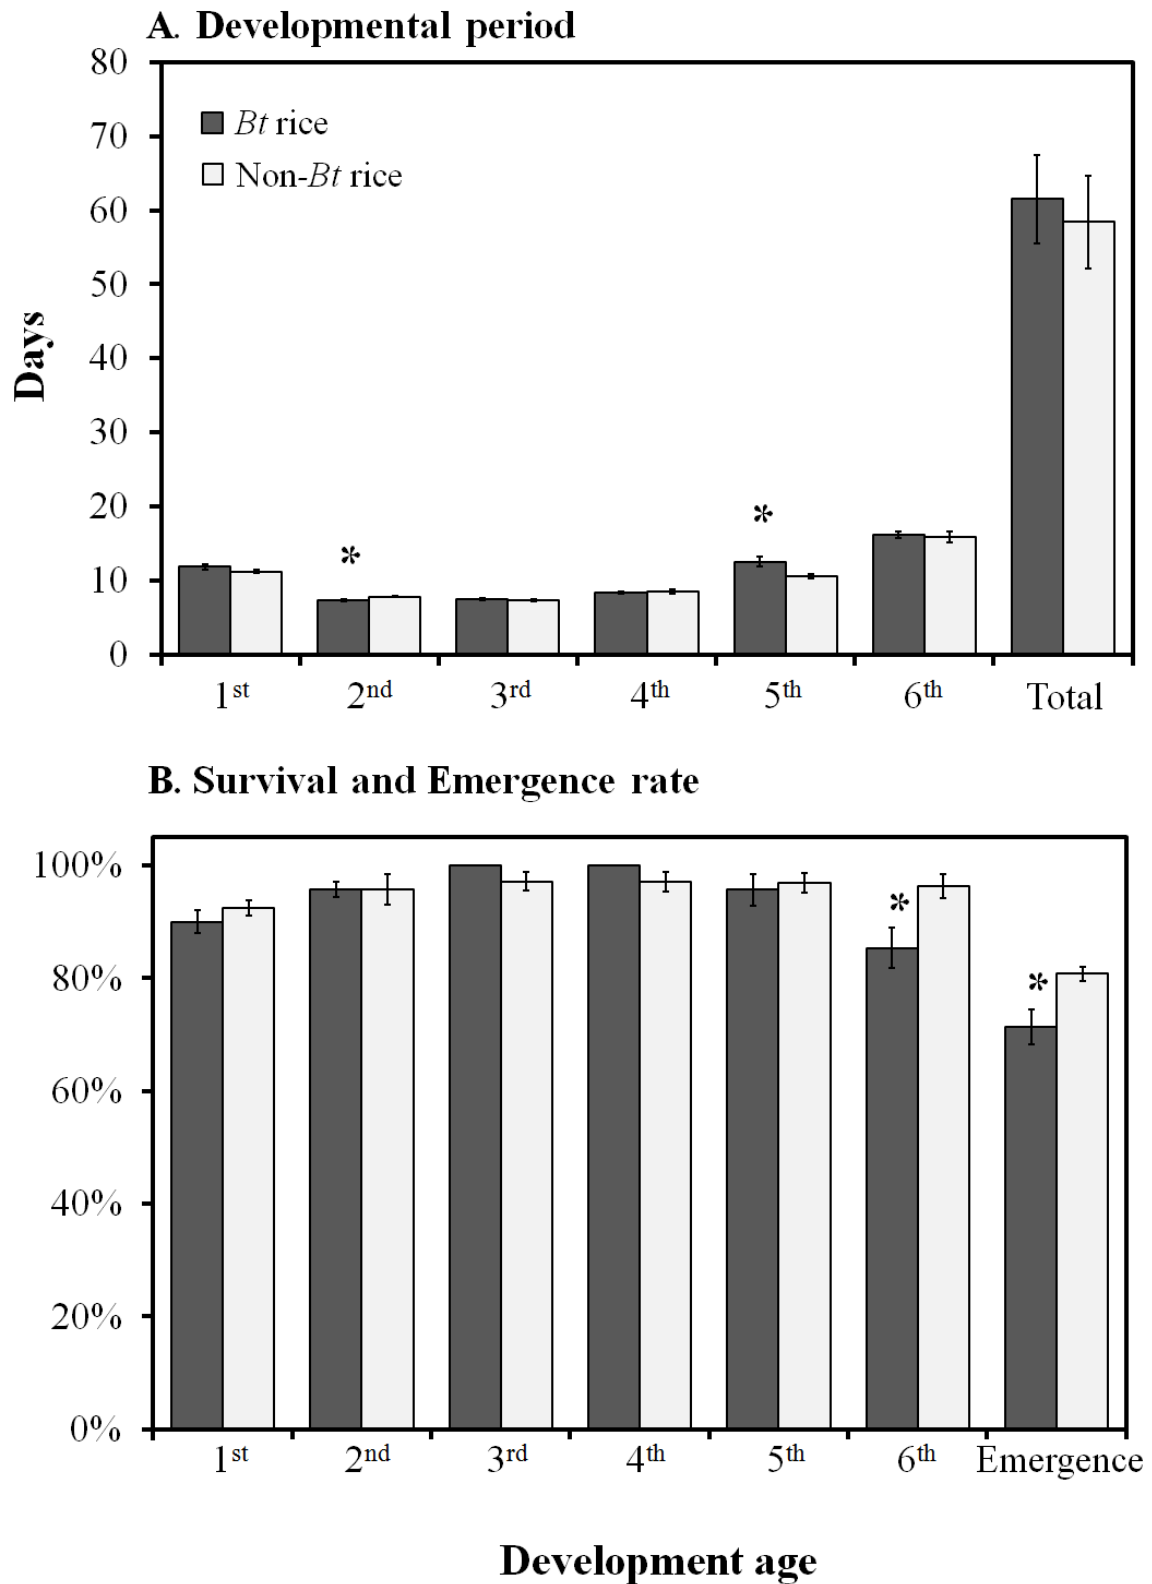 A. Developmental period
80
70
60
50
40
30
20
10
0
Days
Bt rice
Non-Bt rice
*
*
1st 2nd 3rd 4th 5th 6th Total
B. Survival and Emergence rate
100%
80%
60%
40%
20%
0%
*
*
1st 2nd 3rd 4th 5th 6th Emergence
Development age